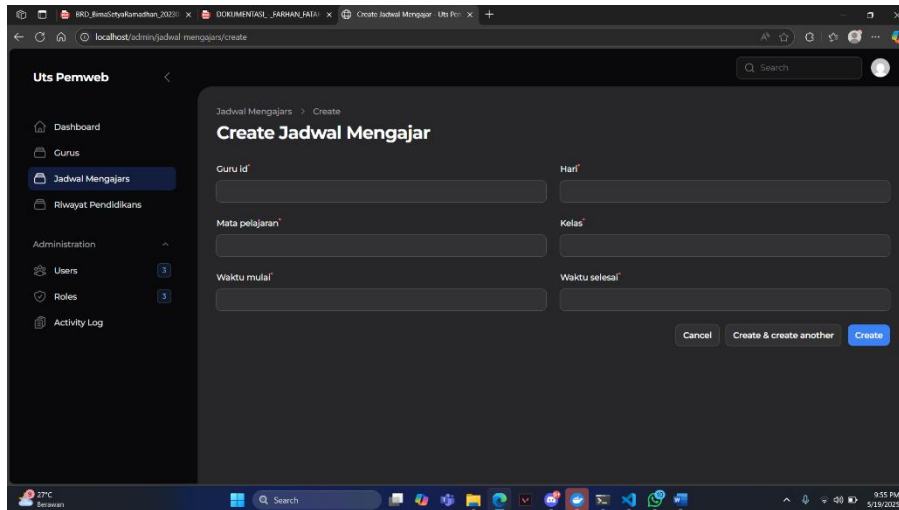 BRD_BimaSetyaRamadhan_2023
DOKUMENTASI_
Create Jadwal Mengajar - Uts Pem
localhost/admin/jadwal mengajars/create
Uts Pemweb
Search
Dashboard
Gurus
Jadwal Mengajars
Riwayat Pendidikans
Administration
Users 3
Roles 3
Activity Log
Jadwal Mengajars > Create
Create Jadwal Mengajar
Guru id*
Hari*
Mata pelajaran*
Kelas*
Waktu mulai*
Waktu selesai*
Cancel
Create & create another
Create
27°C
Berawan
Search
9:55 PM
5/19/2025